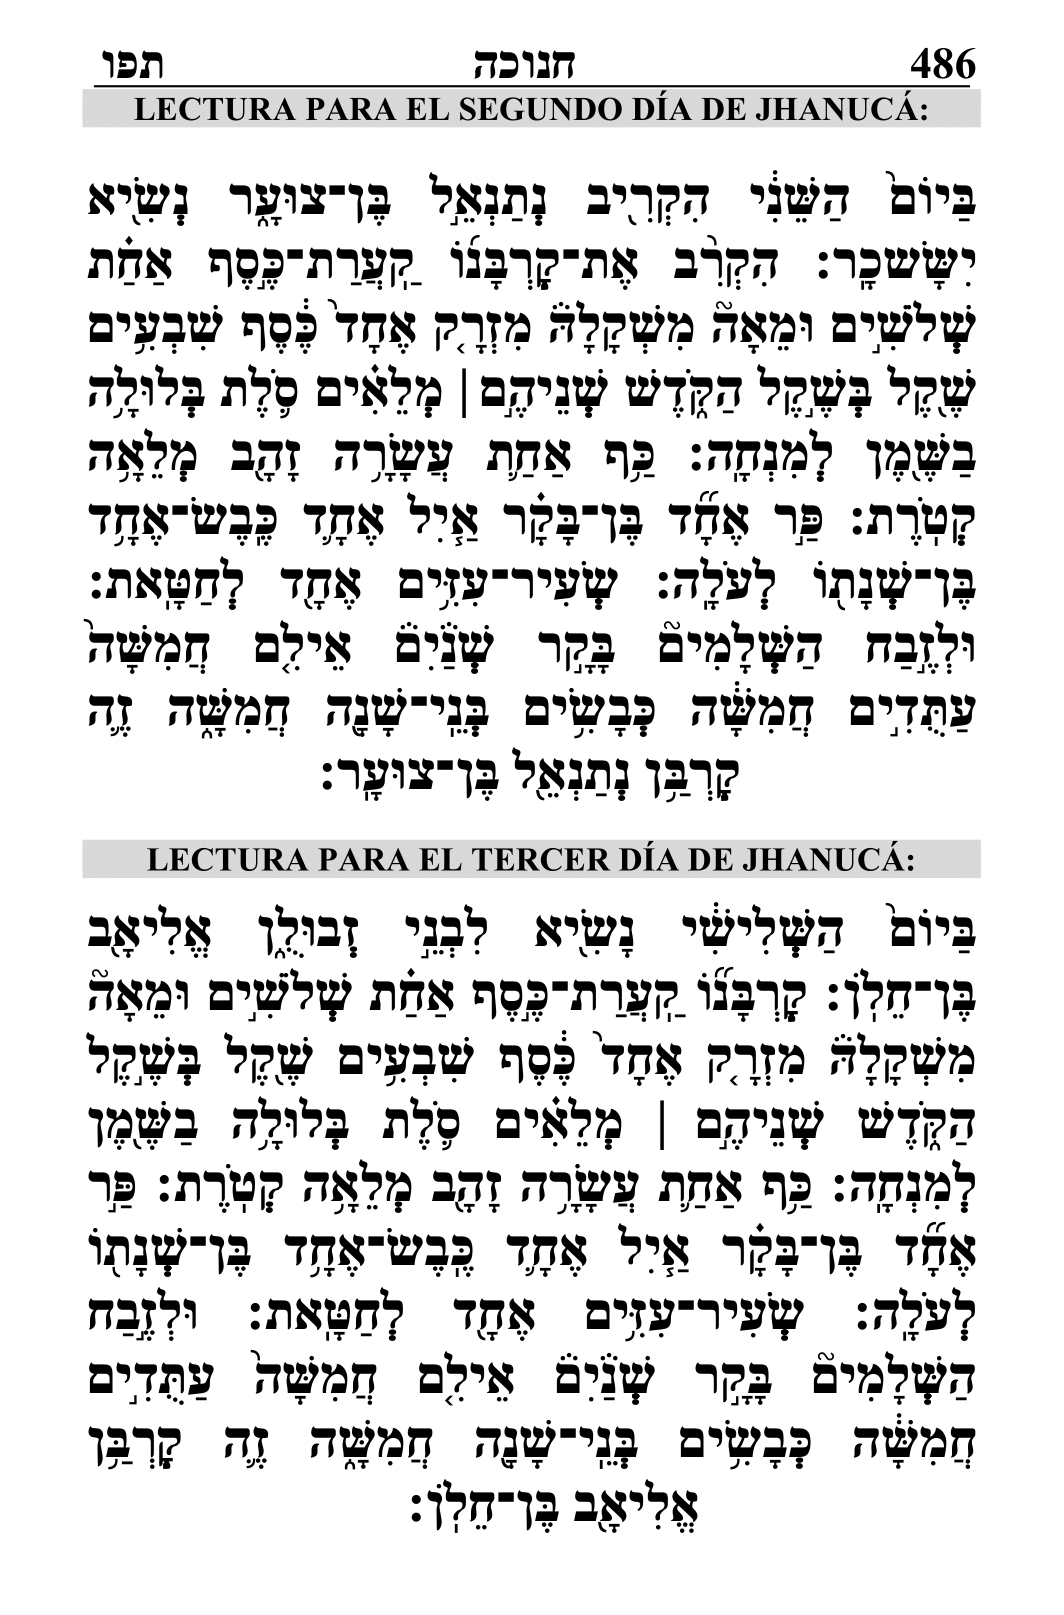 486 חנוכה תפו
LECTURA PARA EL SEGUNDO DÍA DE JHANUCÁ:
בַּיּוֹם֙ הַשֵּׁנִ֔י הִקְרִ֖יב נְתַנְאֵ֣ל בֶּן־צוּעָ֑ר נְשִׂ֖יא
יִשָּׂשכָֽר׃ הִקְרִ֨ב אֶת־קׇרְבָּנ֜וֹ קַֽעֲרַת־כֶּ֣סֶף אַחַ֗ת
שְׁלֹשִׁ֣ים וּמֵאָה֮ מִשְׁקָלָהּ֒ מִזְרָ֤ק אֶחָד֙ כֶּ֔סֶף שִׁבְעִ֥ים
שֶׁ֖קֶל בְּשֶׁ֣קֶל הַקֹּ֑דֶשׁ שְׁנֵיהֶ֣ם | מְלֵאִ֗ים סֹ֛לֶת בְּלוּלָ֥ה
בַשֶּׁ֖מֶן לְמִנְחָֽה׃ כַּ֥ף אַחַ֛ת עֲשָׂרָ֥ה זָהָ֖ב מְלֵאָ֥ה
קְטֹֽרֶת׃ פַּ֣ר אֶחָ֞ד בֶּן־בָּקָ֗ר אַ֧יִל אֶחָ֛ד כֶּֽבֶשׂ־אֶחָ֥ד
בֶּן־שְׁנָת֖וֹ לְעֹלָֽה׃ שְׂעִיר־עִזִּ֥ים אֶחָ֖ד לְחַטָּֽאת׃
וּלְזֶ֣בַח הַשְּׁלָמִים֮ בָּקָ֣ר שְׁנַ֒יִם֒ אֵילִ֤ם חֲמִשָּׁה֙
עַתֻּדִ֣ים חֲמִשָּׁ֔ה כְּבָשִׂ֥ים בְּנֵֽי־שָׁנָ֖ה חֲמִשָּׁ֑ה זֶ֛ה
קׇרְבַּ֥ן נְתַנְאֵ֖ל בֶּן־צוּעָֽר׃
LECTURA PARA EL TERCER DÍA DE JHANUCÁ:
בַּיּוֹם֙ הַשְּׁלִישִׁ֔י נָשִׂ֖יא לִבְנֵ֣י זְבוּלֻ֑ן אֱלִיאָ֖ב
בֶּן־חֵלֹֽן׃ קׇרְבָּנ֞וֹ קַֽעֲרַת־כֶּ֣סֶף אַחַ֗ת שְׁלֹשִׁ֣ים וּמֵאָה֮
מִשְׁקָלָהּ֒ מִזְרָ֤ק אֶחָד֙ כֶּ֔סֶף שִׁבְעִ֥ים שֶׁ֖קֶל בְּשֶׁ֣קֶל
הַקֹּ֑דֶשׁ שְׁנֵיהֶ֣ם | מְלֵאִ֗ים סֹ֛לֶת בְּלוּלָ֥ה בַשֶּׁ֖מֶן
לְמִנְחָֽה׃ כַּ֥ף אַחַ֛ת עֲשָׂרָ֥ה זָהָ֖ב מְלֵאָ֥ה קְטֹֽרֶת׃ פַּ֣ר
אֶחָ֞ד בֶּן־בָּקָ֗ר אַ֧יִל אֶחָ֛ד כֶּֽבֶשׂ־אֶחָ֥ד בֶּן־שְׁנָת֖וֹ
לְעֹלָֽה׃ שְׂעִיר־עִזִּ֥ים אֶחָ֖ד לְחַטָּֽאת׃ וּלְזֶ֣בַח
הַשְּׁלָמִים֮ בָּקָ֣ר שְׁנַ֒יִם֒ אֵילִ֤ם חֲמִשָּׁה֙ עַתֻּדִ֣ים
חֲמִשָּׁ֔ה כְּבָשִׂ֥ים בְּנֵֽי־שָׁנָ֖ה חֲמִשָּׁ֑ה זֶ֛ה קׇרְבַּ֥ן
אֱלִיאָ֖ב בֶּן־חֵלֹֽן׃